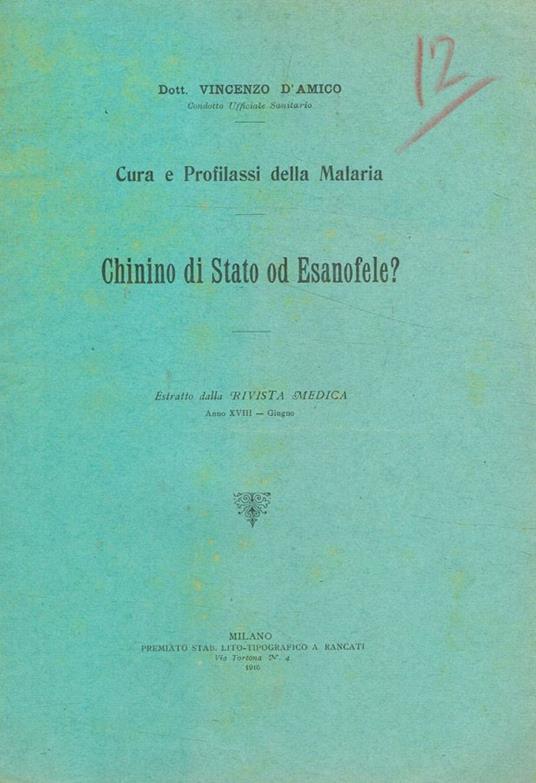 12
Dott. VINCENZO D'AMICO
Condotto Ufficiale Sanitario
Cura e Profilassi della Malaria
Chinino di Stato od Esanofele?
Estratto dalla RIVISTA MEDICA
Anno XVIII — Giugno
MILANO
PREMIATO STAB. LITO-TIPOGRAFICO A RANCATI
Via Tortona N. 4